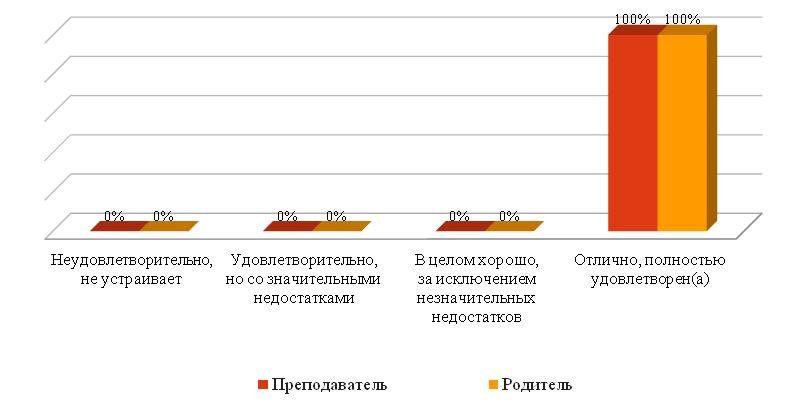 100% 100%
0% 0% 0% 0% 0% 0%
Неудовлетворительно,
не устраивает
Удовлетворительно,
но со значительными
недостатками
В целом хорошо,
за исключением
незначительных
недостатков
Отлично, полностью
удовлетворен(а)
Преподаватель Родитель